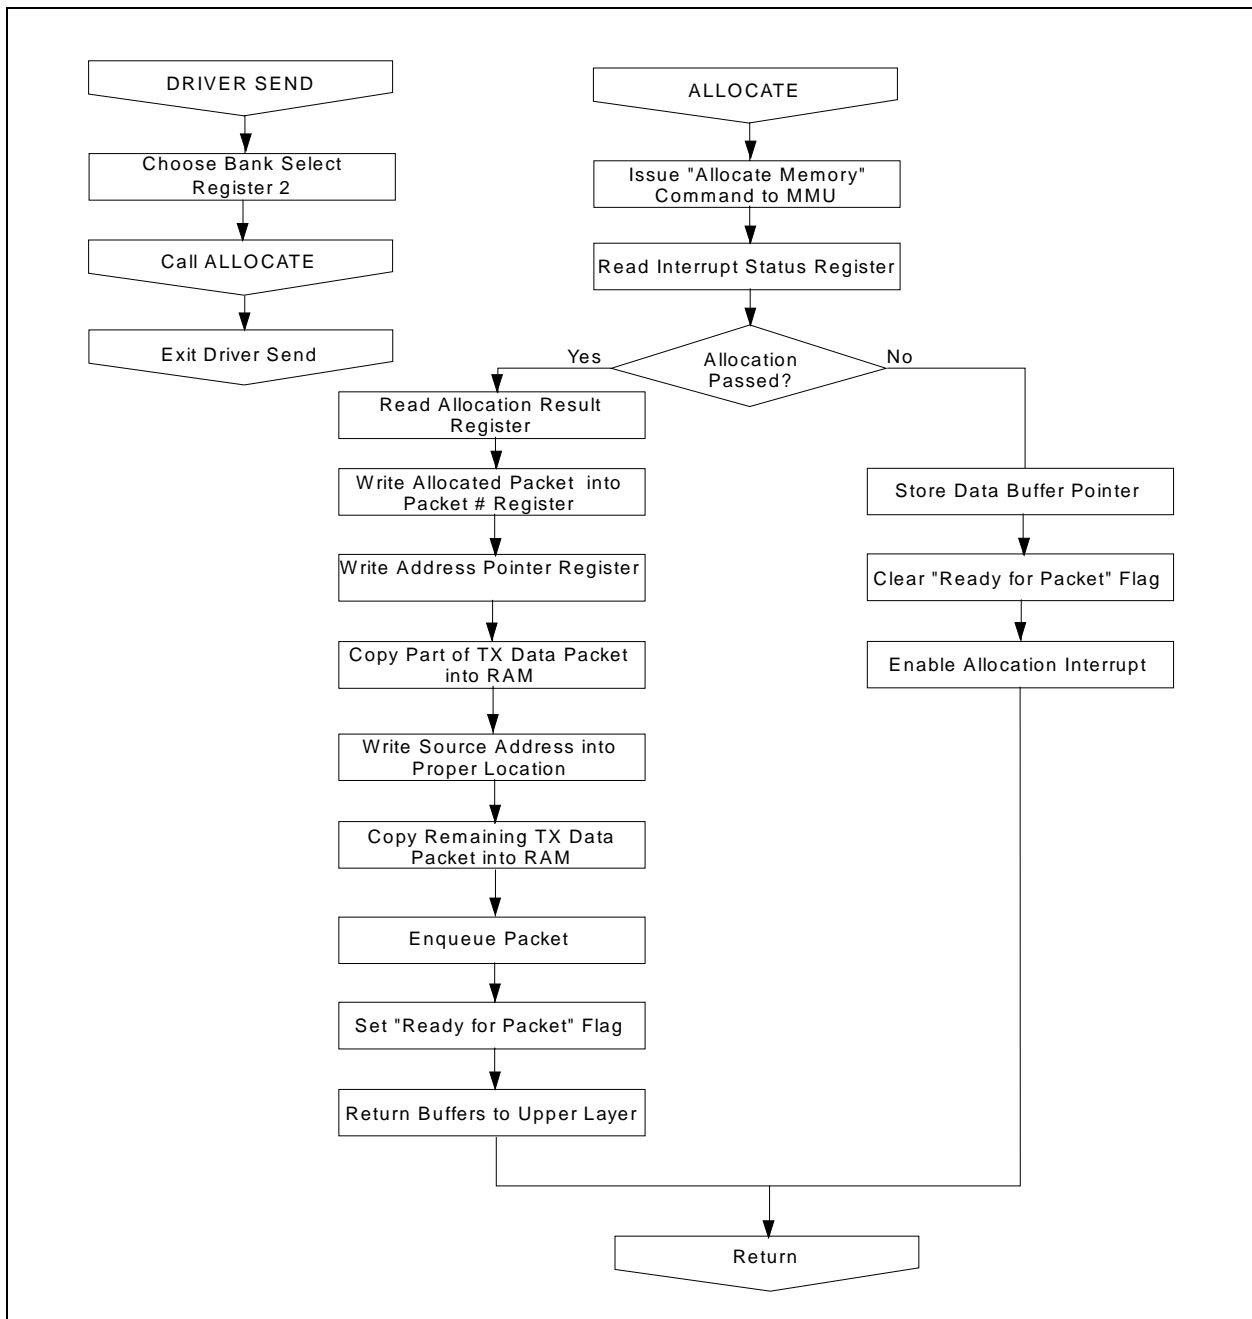 DRIVER SEND
Choose Bank Select
Register 2
Call ALLOCATE
Exit Driver Send
ALLOCATE
Issue "Allocate Memory"
Command to MMU
Read Interrupt Status Register
Allocation
Passed?
Yes
No
Read Allocation Result
Register
Write Allocated Packet into
Packet # Register
Write Address Pointer Register
Copy Part of TX Data Packet
into RAM
Write Source Address into
Proper Location
Copy Remaining TX Data
Packet into RAM
Enqueue Packet
Set "Ready for Packet" Flag
Return Buffers to Upper Layer
Store Data Buffer Pointer
Clear "Ready for Packet" Flag
Enable Allocation Interrupt
Return